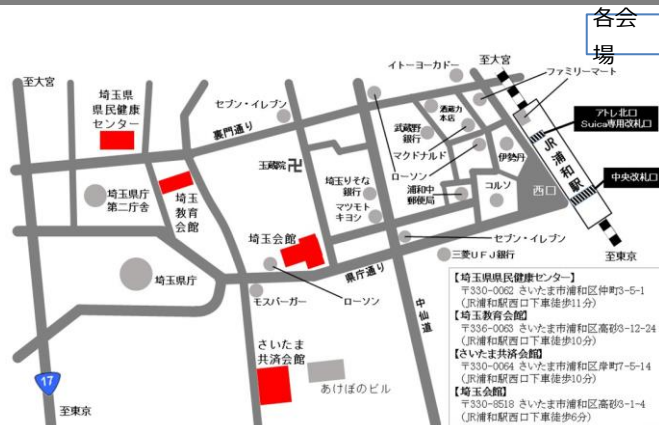 各会
場
至大宮
イトーヨーカドー
至大宮
ファミリーマート
埼玉県
県民健康
センター
セブン・イレブン
酒蔵力
本店
アトレ北口
Suica専用改札口
裏門通り
武蔵野
銀行
マクドナルド
JR浦和駅
玉蔵院
卍
ローソン
伊勢丹
中央改札口
埼玉りそな
銀行
浦和中
郵便局
コルソ
西口
埼玉県庁
第二庁舎
埼玉
教育
会館
マツモト
キヨシ
埼玉会館
セブン・イレブン
三菱UFJ銀行
至東京
埼玉県庁
県庁通り
モスバーガー
ローソン
中仙道
さいたま
共済会館
あけぼのビル
17
至東京
【埼玉県県民健康センター】
〒330-0062 さいたま市浦和区仲町3-5-1
(JR浦和駅西口下車徒歩11分)
【埼玉教育会館】
〒336-0063 さいたま市浦和区高砂3-12-24
(JR浦和駅西口下車徒歩10分)
【さいたま共済会館】
〒330-0064 さいたま市浦和区岸町7-5-14
(JR浦和駅西口下車徒歩10分)
【埼玉会館】
〒330-8518 さいたま市浦和区高砂3-1-4
(JR浦和駅西口下車徒歩6分)